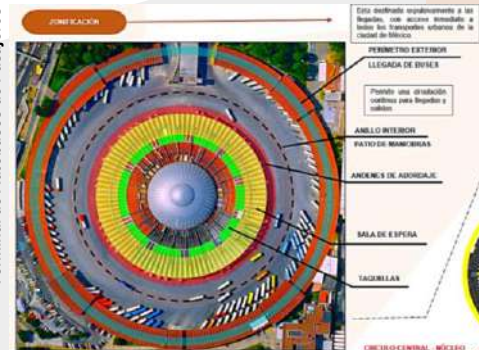 ZONIFICACIÓN
Esta destinado expulsivamente a las
llegadas, con acceso inmediato a
todos los transportes urbanos de la
ciudad de México.
PERÍMETRO EXTERIOR
LLEGADA DE BUSES
Permite una circulación
continua para llegadas y
salidas
ANILLO INTERIOR
PATIO DE MANIOBRAS
ANDENES DE ABORDAJE
SALA DE ESPERA
TAQUILLAS
CIRCULO CENTRAL - NÚCLEO